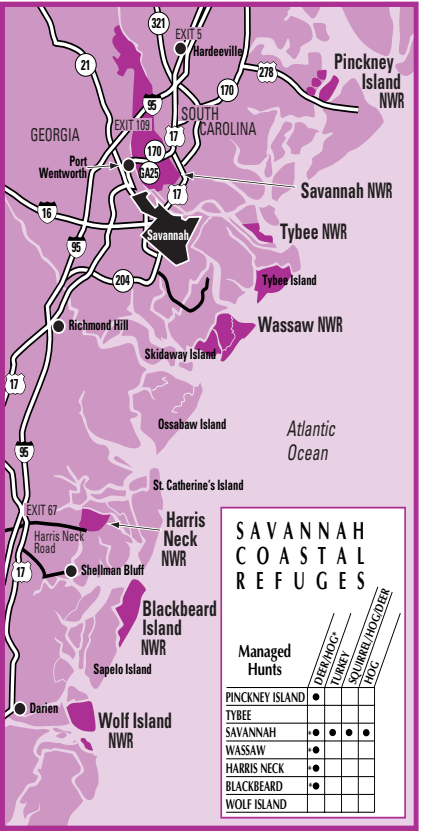 321
EXIT 5
Hardeeville
21
278
Pinckney
Island
NWR
170
95
SOUTH
CAROLINA
EXIT 109
17
GEORGIA
170
Port
Wentworth
GA25
17
Savannah NWR
16
Savannah
Tybee NWR
95
204
Tybee Island
Richmond Hill
Wassaw NWR
Skidaway Island
17
Ossabaw Island
Atlantic
Ocean
95
St. Catherine's Island
EXIT 67
Harris
Neck
NWR
Harris Neck
Road
17
Shellman Bluff
Blackbeard
Island
NWR
Sapelo Island
Darien
Wolf Island
NWR
SAVANNAH
COASTAL
REFUGES
Managed
Hunts
DEER/HOG*
TURKEY
SQUIRREL/HOG/DEER
HOG
PINCKNEY ISLAND ●
TYBEE
SAVANNAH *● ● ● ●
WASSAW *●
HARRIS NECK *●
BLACKBEARD *●
WOLF ISLAND